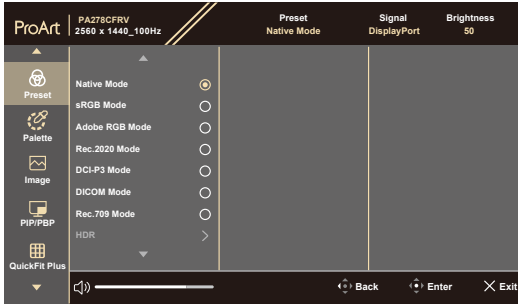 ProArt
PA278CFRV
2560 x 1440_100Hz
Preset
Native Mode
Signal
DisplayPort
Brightness
50
Preset
Palette
Image
PIP/PBP
QuickFit Plus
Native Mode
sRGB Mode
Adobe RGB Mode
Rec.2020 Mode
DCI-P3 Mode
DICOM Mode
Rec.709 Mode
HDR
Back
Enter
Exit